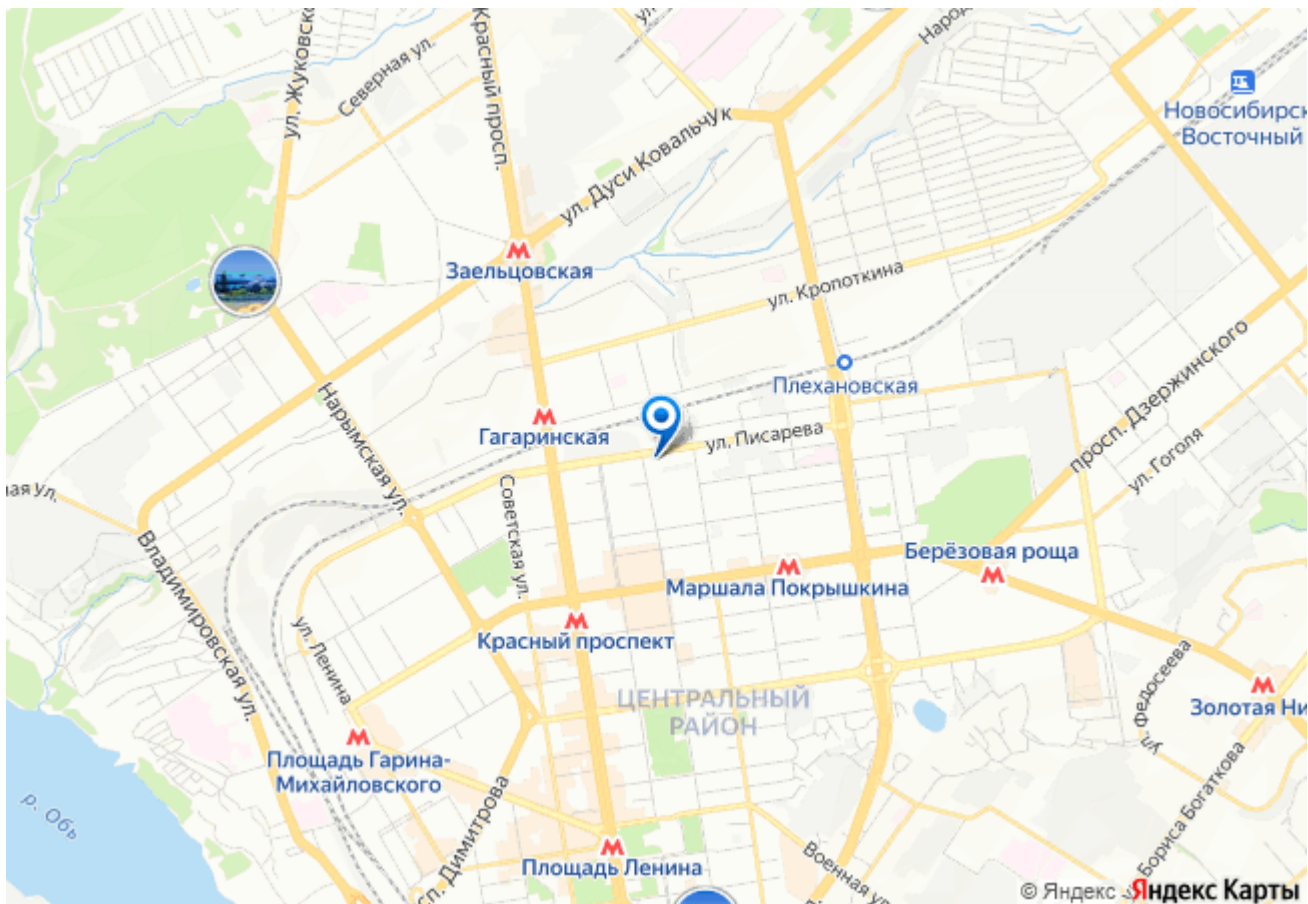 ул. Жуковско
Северная ул.
Красный просп.
ул. Дуси Ковальчук
Народ
Новосибирск
Восточный
Заельцовская
ул. Кропоткина
Плехановская
просп. Дзержинского
ул. Гоголя
Нарымская ул.
Гагаринская
ул. Писарева
ная ул.
Советская ул.
Владимировская ул.
Берёзовая роща
Маршала Покрышкина
Красный проспект
ул. Ленина
ЦЕНТРАЛЬНЫЙ
РАЙОН
ул. Федосеева
Золотая Ни
Площадь Гарина-
Михайловского
р. Обь
сп. Димитрова
Площадь Ленина
Военная ул.
ул. Бориса Богаткова
© Яндекс Яндекс Карты